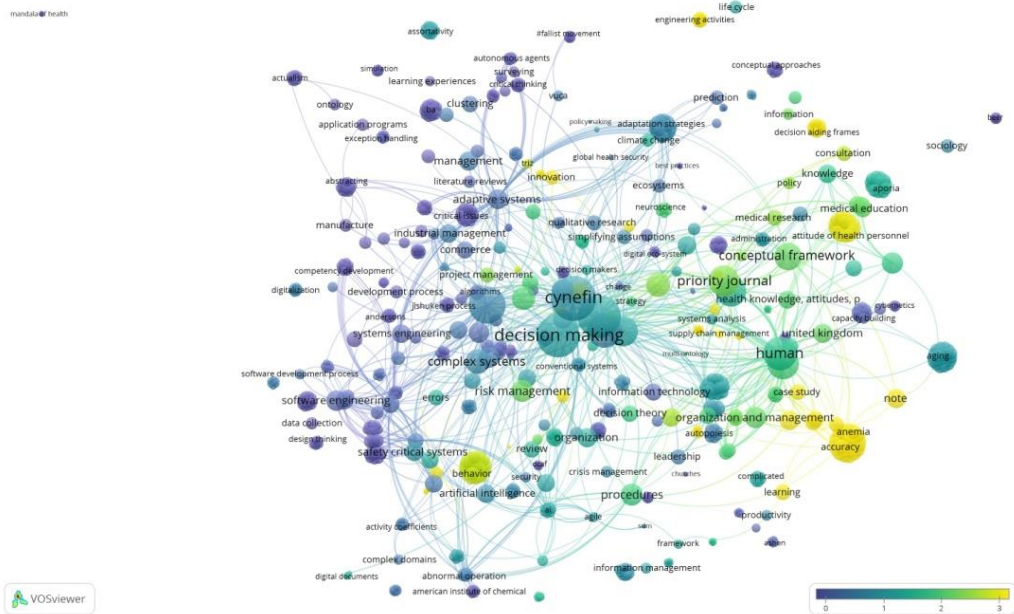 mandala of health
life cycle
engineering activities
assortativity
#fallist movement
autonomous agents
conceptual approaches
simulation
surveying
actualism
learning experiences
critical thinking
vuca
prediction
ontology
ba
clustering
information
beer
policymaking
adaptation strategies
application programs
decision aiding frames
exception handling
climate change
sociology
consultation
global health security
management
triz
best practices
knowledge
innovation
abstracting
literature reviews
ecosystems
policy
aporia
adaptive systems
neuroscience
medical education
critical issues
qualitative research
medical research
manufacture
industrial management
simplifying assumptions
administration
attitude of health personnel
commerce
digital ecosystem
conceptual framework
competency development
project management
decision makers
priority journal
digitalization
development process
algorithms
change
cynefin
strategy
health knowledge, attitudes, p
jishuken process
cybernetics
andersons
systems analysis
capacity building
systems engineering
decision making
supply chain management
united kingdom
multi-ontology
human
aging
complex systems
conventional systems
software development process
risk management
information technology
case study
errors
note
software engineering
decision theory
organization and management
data collection
autopoiesis
anemia
design thinking
organization
accuracy
safety critical systems
review
leadership
behavior
crisis management
churches
security
complicated
artificial intelligence
procedures
learning
ai
agile
productivity
activity coefficients
framework
complex domains
information management
digital documents
abnormal operation
american institute of chemical
VOSviewer
0 1 2 3